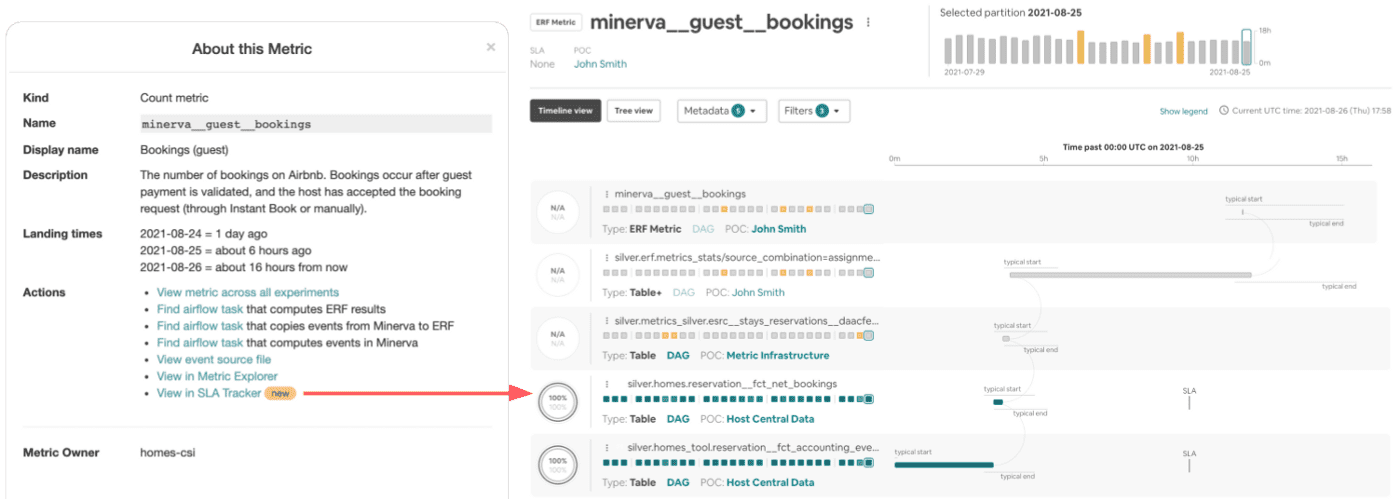 About this Metric ×
Kind Count metric
Name minerva__guest__bookings
Display name Bookings (guest)
Description The number of bookings on Airbnb. Bookings occur after guest
payment is validated, and the host has accepted the booking
request (through Instant Book or manually).
Landing times 2021-08-24 = 1 day ago
2021-08-25 = about 6 hours ago
2021-08-26 = about 16 hours from now
Actions • View metric across all experiments
• Find airflow task that computes ERF results
• Find airflow task that copies events from Minerva to ERF
• Find airflow task that computes events in Minerva
• View event source file
• View in Metric Explorer
• View in SLA Tracker new
Metric Owner homes-csi
ERF Metric minerva__guest__bookings
SLA POC
None John Smith
Selected partition 2021-08-25
18h
0m
2021-07-29 2021-08-25
Timeline view Tree view Metadata 5 Filters 3
Show legend Current UTC time: 2021-08-26 (Thu) 17:58
Time past 00:00 UTC on 2021-08-25
0m 5h 10h 15h
N/A
N/A
minerva__guest__bookings
Type: ERF Metric DAG POC: John Smith
typical start
typical end
N/A
N/A
silver.erf.metrics_stats/source_combination=assignme...
Type: Table+ DAG POC: John Smith
typical start
typical end
N/A
N/A
silver.metrics_silver.esrc__stays_reservations__daacfe...
Type: Table DAG POC: Metric Infrastructure
typical start
typical end
100%
100%
silver.homes.reservation__fct_net_bookings
Type: Table DAG POC: Host Central Data
typical start
typical end
SLA
100%
100%
silver.homes_tool.reservation__fct_accounting_eve...
Type: Table DAG POC: Host Central Data
typical start
typical end
SLA